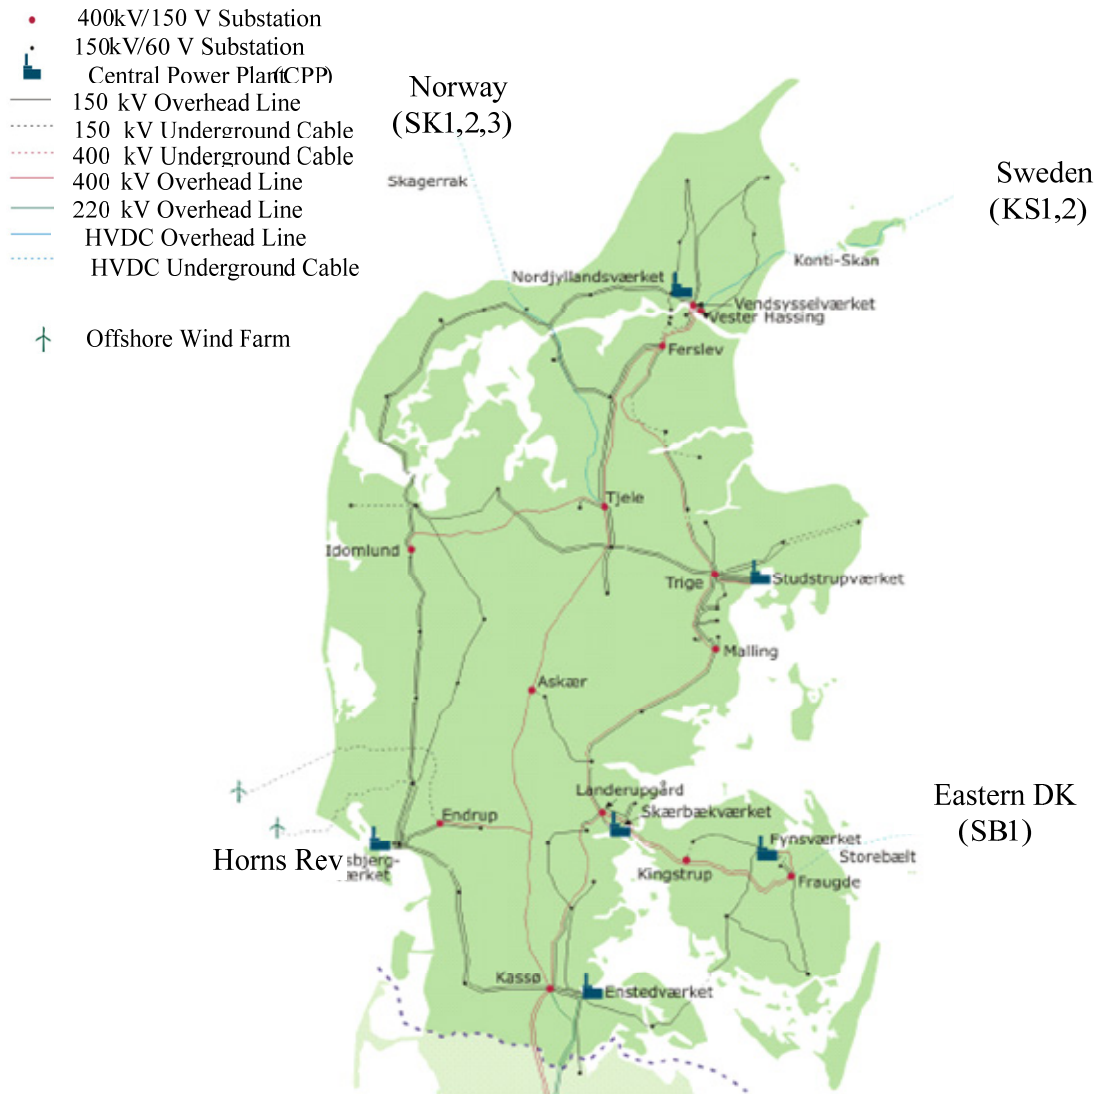 400kV/150 V Substation
150kV/60 V Substation
Central Power Plant (CPP)
150 kV Overhead Line
150 kV Underground Cable
400 kV Underground Cable
400 kV Overhead Line
220 kV Overhead Line
HVDC Overhead Line
HVDC Underground Cable
Offshore Wind Farm
Norway
(SK1,2,3)
Skagerrak
Sweden
(KS1,2)
Konti-Skan
Nordjyllandsværket
Vendsysselværket
Vester Hassing
Ferslev
Tjele
Idomlund
Trige
Studstrupværket
Malling
Askær
Landerupgård
Skærbækværket
Eastern DK
(SB1)
Endrup
Fynsværket
Storebælt
Horns Rev
sbjerg-
ærket
Kingstrup
Fraugde
Kassø
Enstedværket